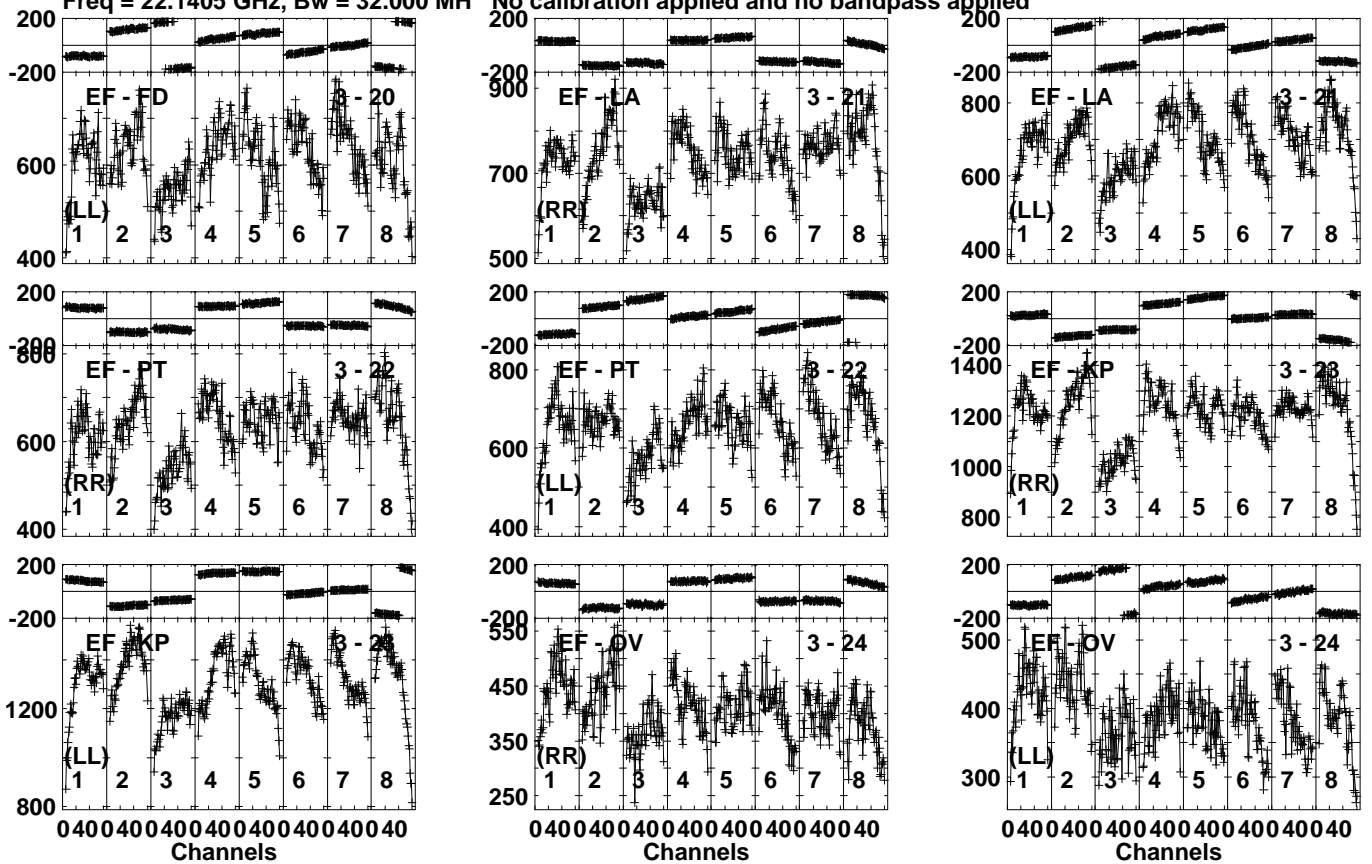 Freq = 22.1405 GHz, Bw = 32.000 MH No calibration applied and no bandpass applied
200
-200
EF - FD 3 - 20
600
(LL)
1 2 3 4 5 6 7 8
400
200
-200
900
EF - LA 3 - 21
700
(RR)
1 2 3 4 5 6 7 8
500
200
-200
800
EF - LA 3 - 21
600
(LL)
1 2 3 4 5 6 7 8
400
200
-200
800
EF - PT 3 - 22
600
(RR)
1 2 3 4 5 6 7 8
400
200
-200
800
EF - PT 3 - 22
600
(LL)
1 2 3 4 5 6 7 8
400
200
-200
1400
EF - KP 3 - 23
1200
1000
(RR)
1 2 3 4 5 6 7 8
800
200
-200
EF - KP 3 - 23
1200
(LL)
1 2 3 4 5 6 7 8
800
0 40 0 40 0 40 0 40 0 40 0 40 0 40 0 40
Channels
200
-200
550
EF - OV 3 - 24
450
350
(RR)
1 2 3 4 5 6 7 8
250
0 40 0 40 0 40 0 40 0 40 0 40 0 40 0 40
Channels
200
-200
500
EF - OV 3 - 24
400
(LL)
300
1 2 3 4 5 6 7 8
0 40 0 40 0 40 0 40 0 40 0 40 0 40 0 40
Channels